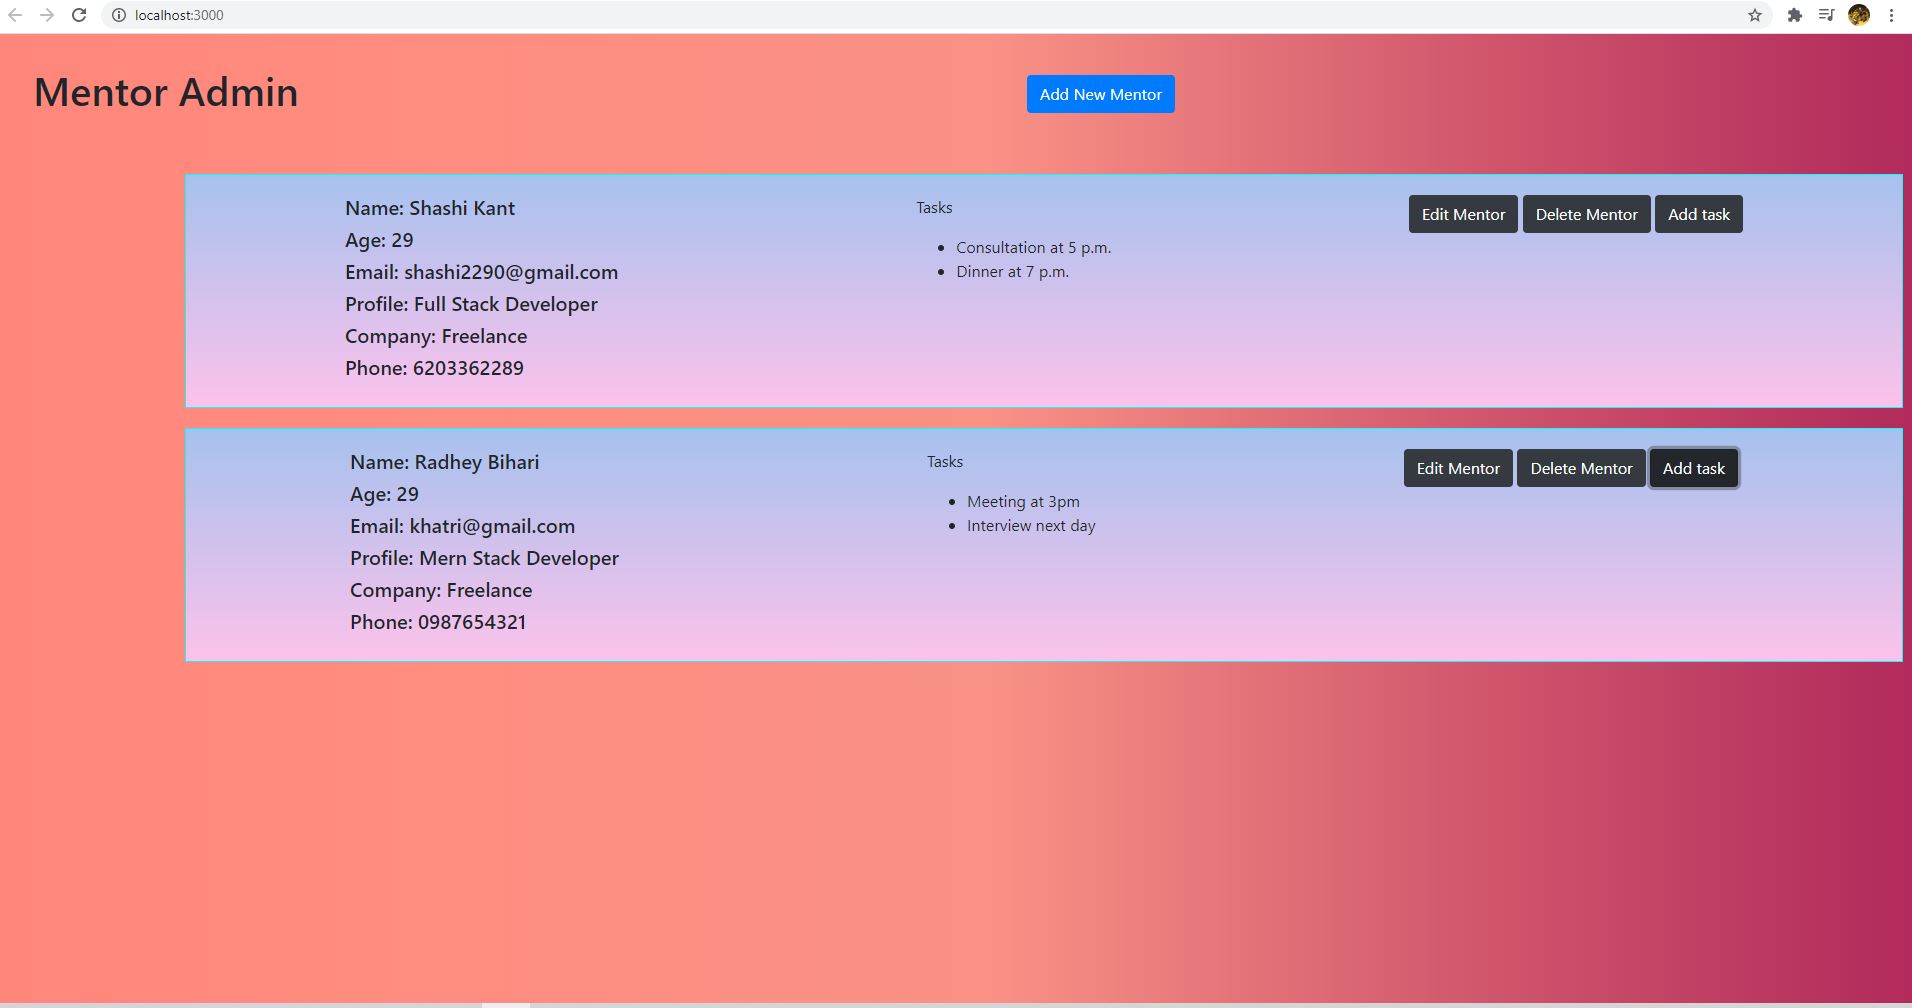 localhost:3000
Mentor Admin
Add New Mentor
Name: Shashi Kant
Age: 29
Email: shashi2290@gmail.com
Profile: Full Stack Developer
Company: Freelance
Phone: 6203362289
Tasks
Consultation at 5 p.m.
Dinner at 7 p.m.
Edit Mentor
Delete Mentor
Add task
Name: Radhey Bihari
Age: 29
Email: khatri@gmail.com
Profile: Mern Stack Developer
Company: Freelance
Phone: 0987654321
Tasks
Meeting at 3pm
Interview next day
Edit Mentor
Delete Mentor
Add task